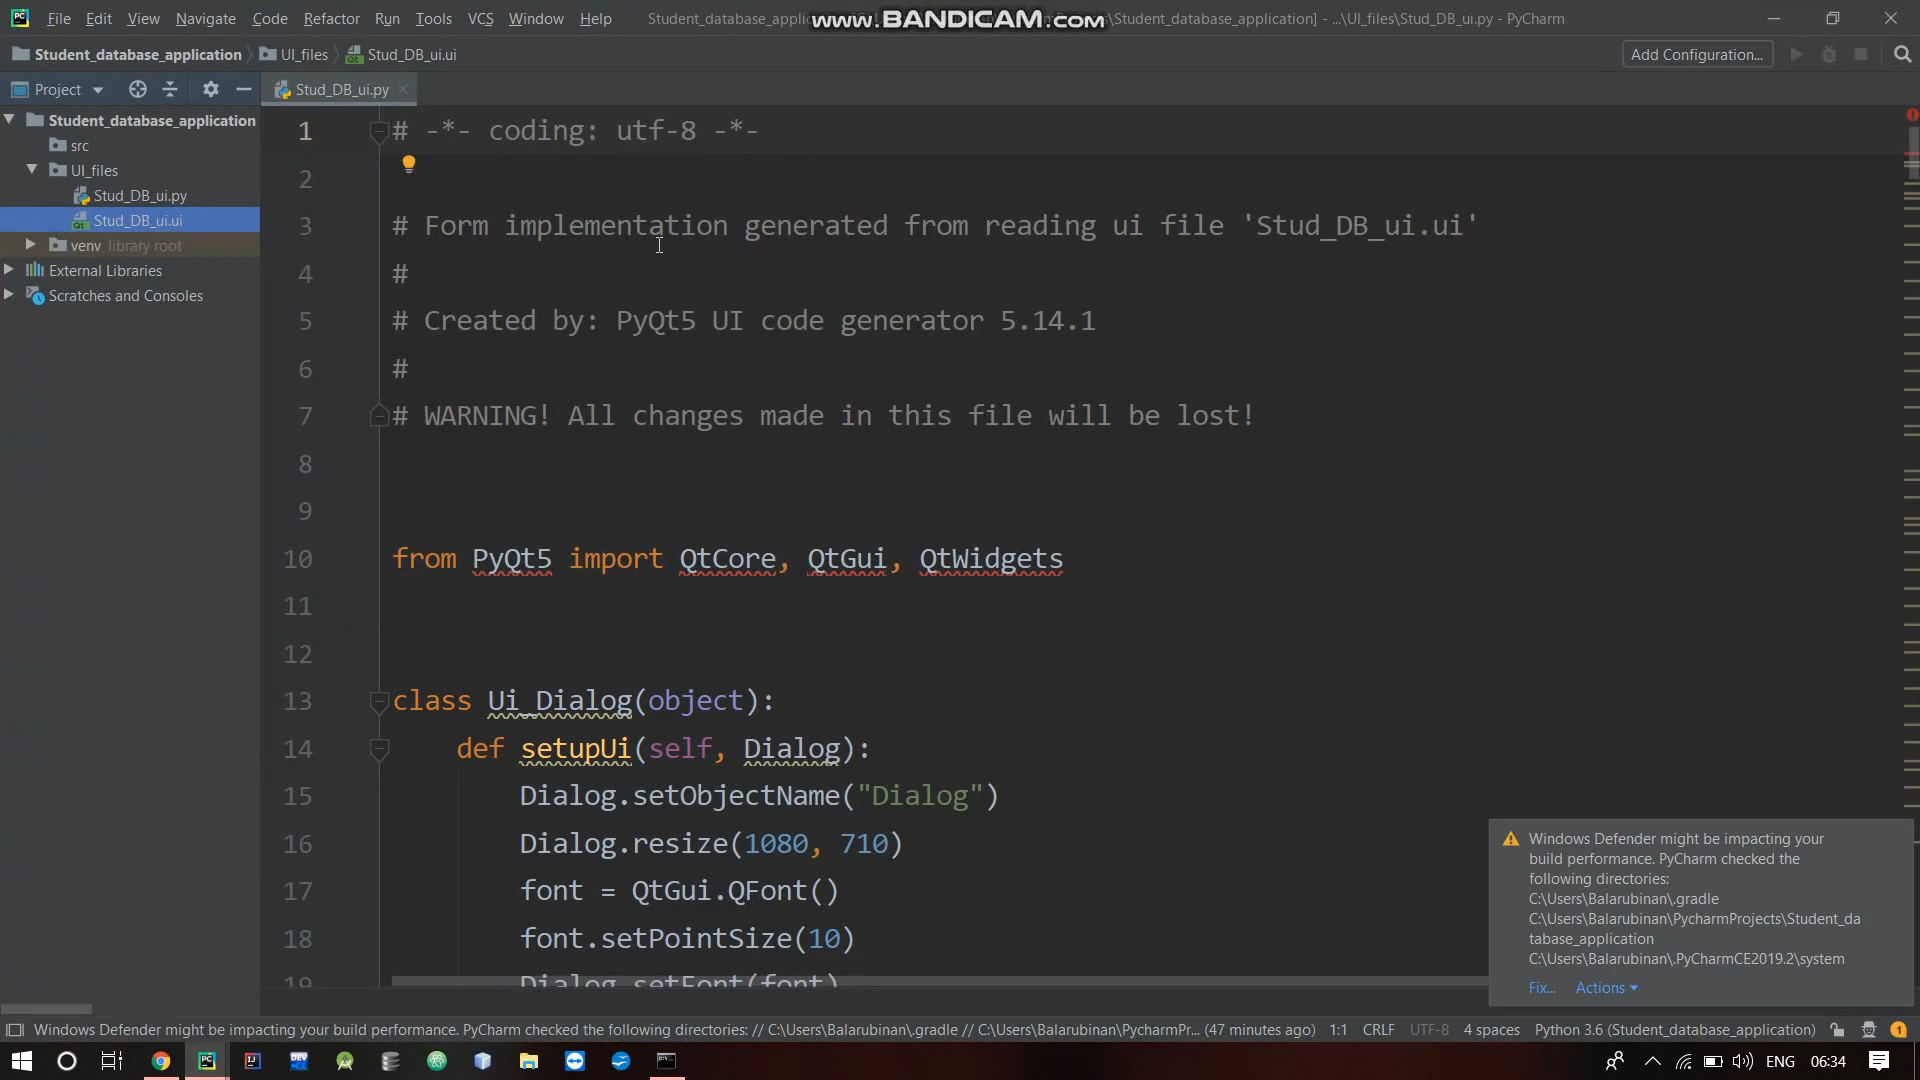 File Edit View Navigate Code Refactor Run Tools VCS Window Help
www.BANDICAM.com
\Student_database_application] - ...\UI_files\Stud_DB_ui.py - PyCharm
Student_database_application UI_files Stud_DB_ui.ui
Add Configuration...
Project
Stud_DB_ui.py
Student_database_application
src
UI_files
Stud_DB_ui.py
Stud_DB_ui.ui
venv library root
External Libraries
Scratches and Consoles
1 # -*- coding: utf-8 -*-
2
3 # Form implementation generated from reading ui file 'Stud_DB_ui.ui'
4 #
5 # Created by: PyQt5 UI code generator 5.14.1
6 #
7 # WARNING! All changes made in this file will be lost!
8
9
10 from PyQt5 import QtCore, QtGui, QtWidgets
11
12
13 class Ui_Dialog(object):
14 def setupUi(self, Dialog):
15 Dialog.setObjectName("Dialog")
16 Dialog.resize(1080, 710)
17 font = QtGui.QFont()
18 font.setPointSize(10)
19 Dialog.setFont(font)
Windows Defender might be impacting your
build performance. PyCharm checked the
following directories:
C:\Users\Balarubinan\.gradle
C:\Users\Balarubinan\PycharmProjects\Student_da
tabase_application
C:\Users\Balarubinan\.PyCharmCE2019.2\system
Fix... Actions
Windows Defender might be impacting your build performance. PyCharm checked the following directories: // C:\Users\Balarubinan\.gradle // C:\Users\Balarubinan\PycharmPr... (47 minutes ago) 1:1 CRLF UTF-8 4 spaces Python 3.6 (Student_database_application) 1
ENG 06:34